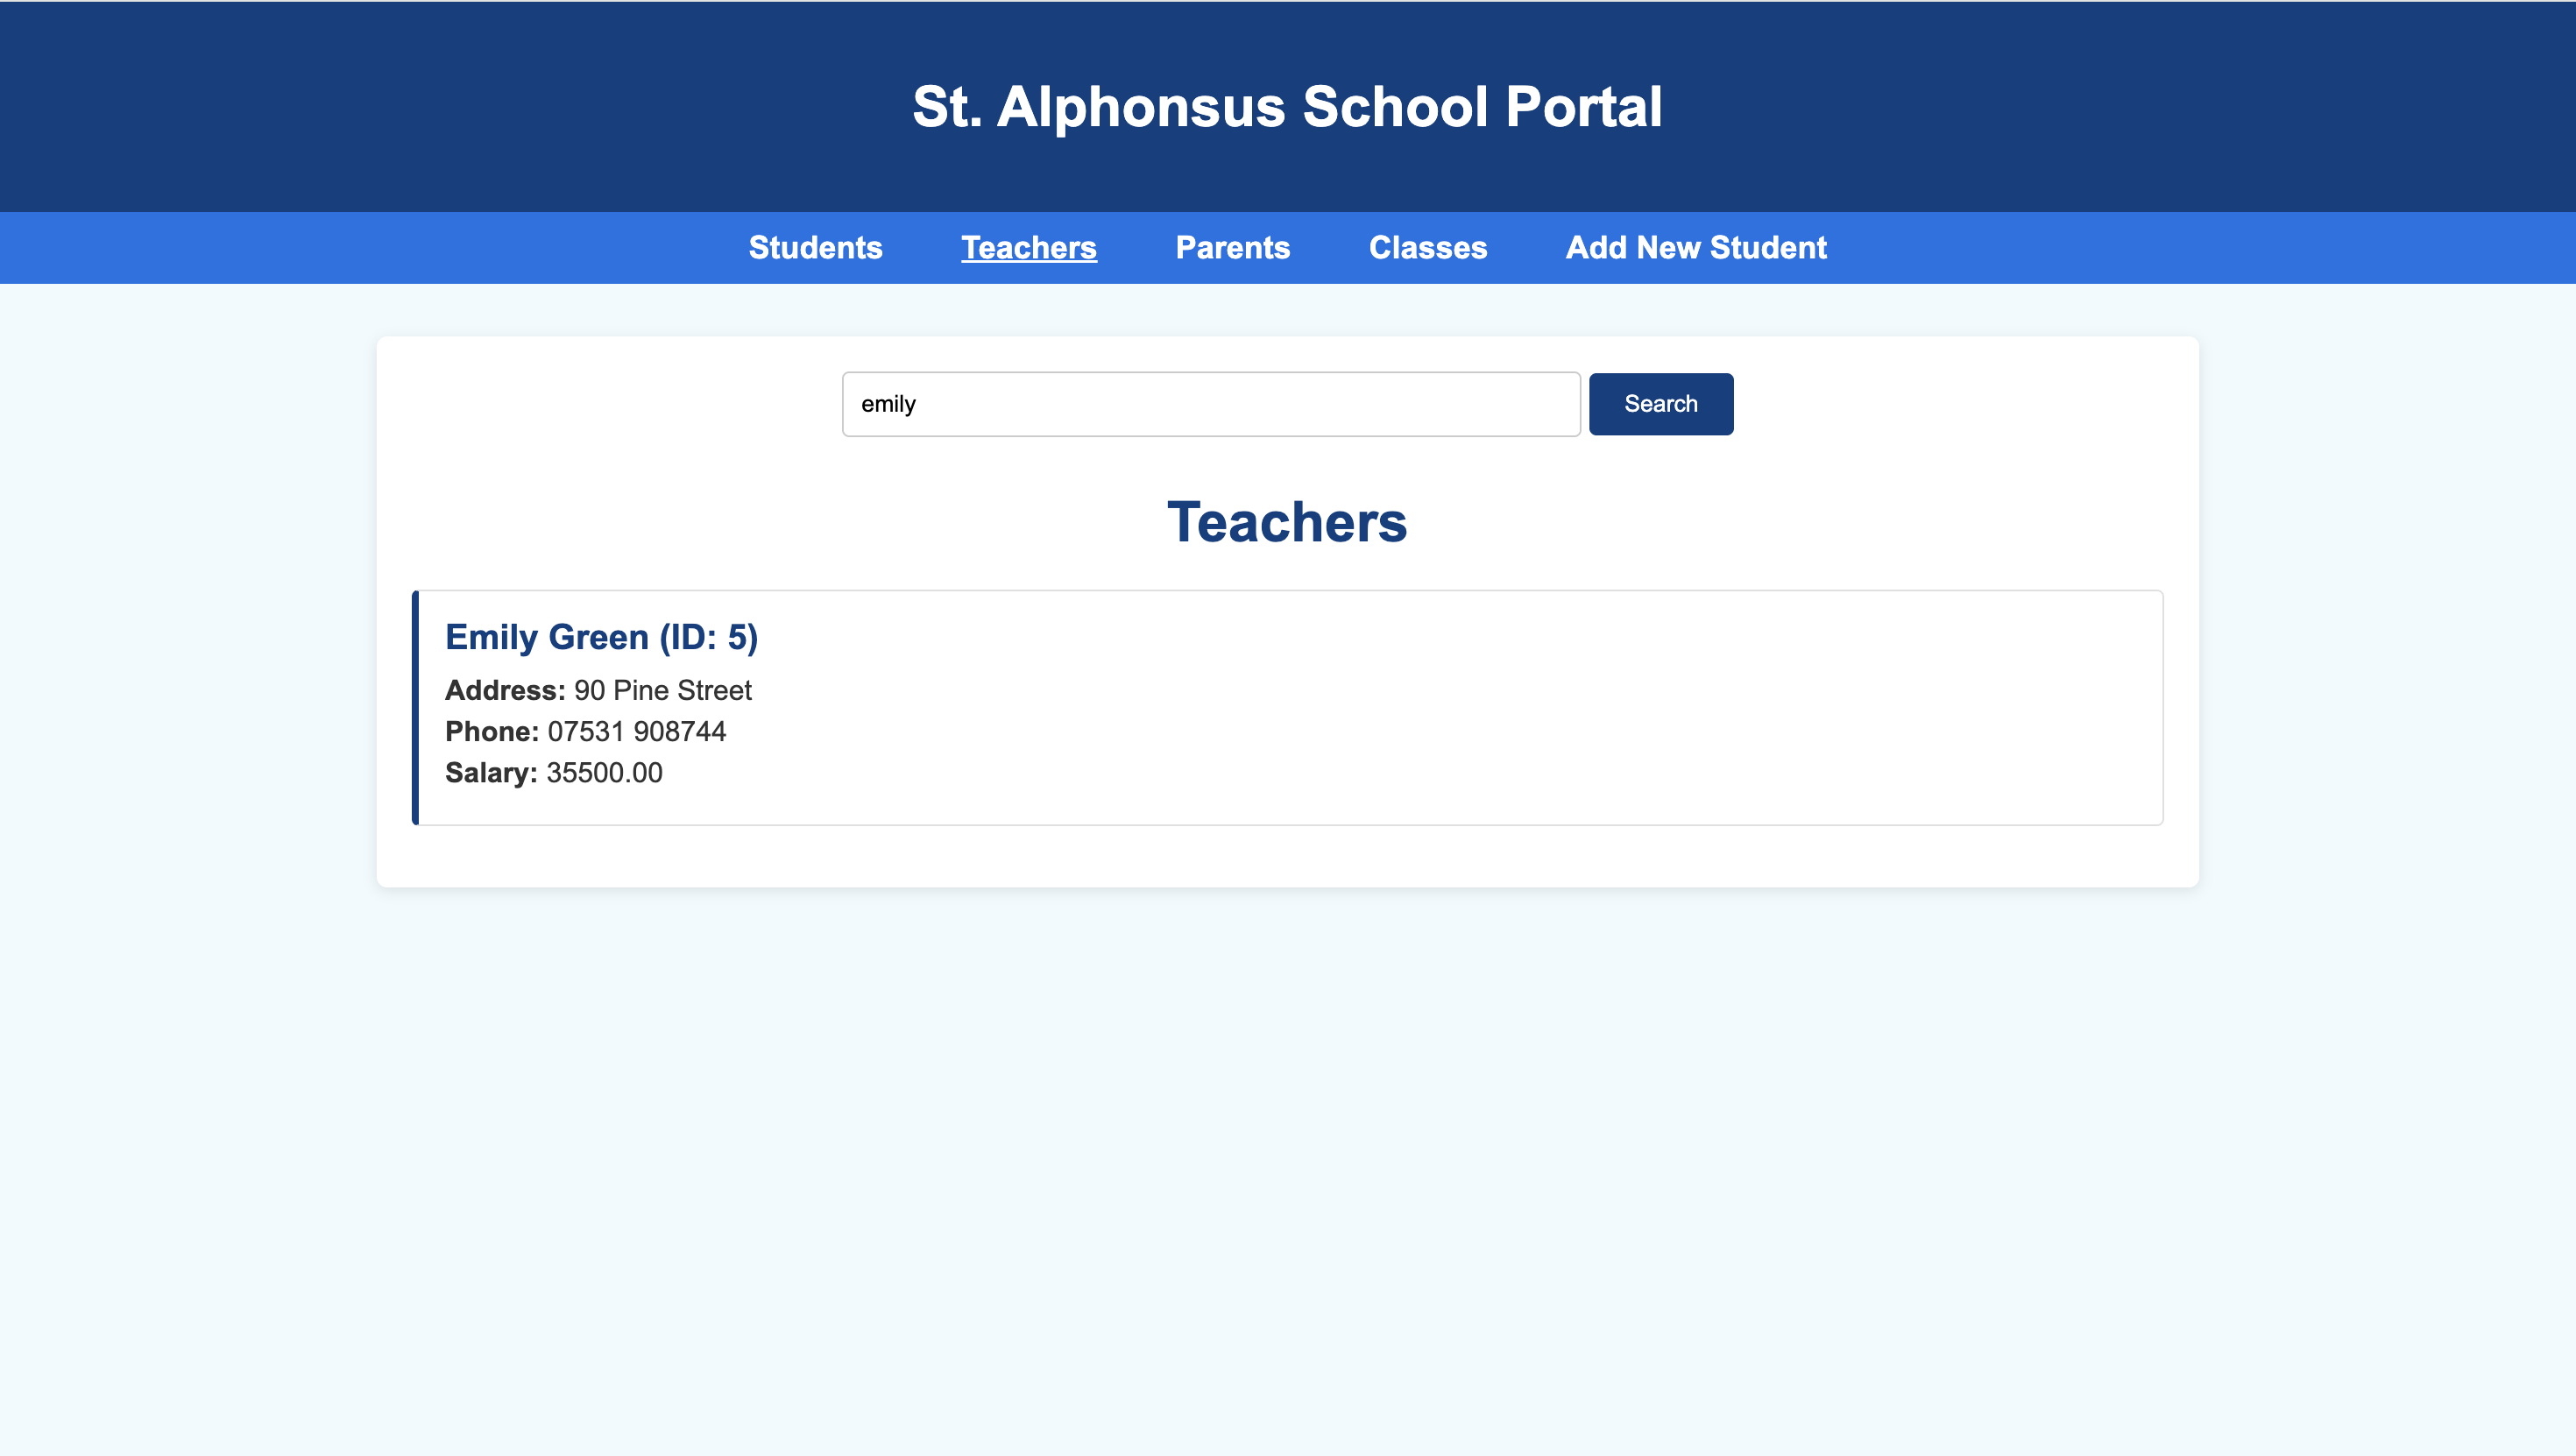 St. Alphonsus School Portal
Students Teachers Parents Classes Add New Student
emily Search
Teachers
Emily Green (ID: 5)
Address: 90 Pine Street
Phone: 07531 908744
Salary: 35500.00